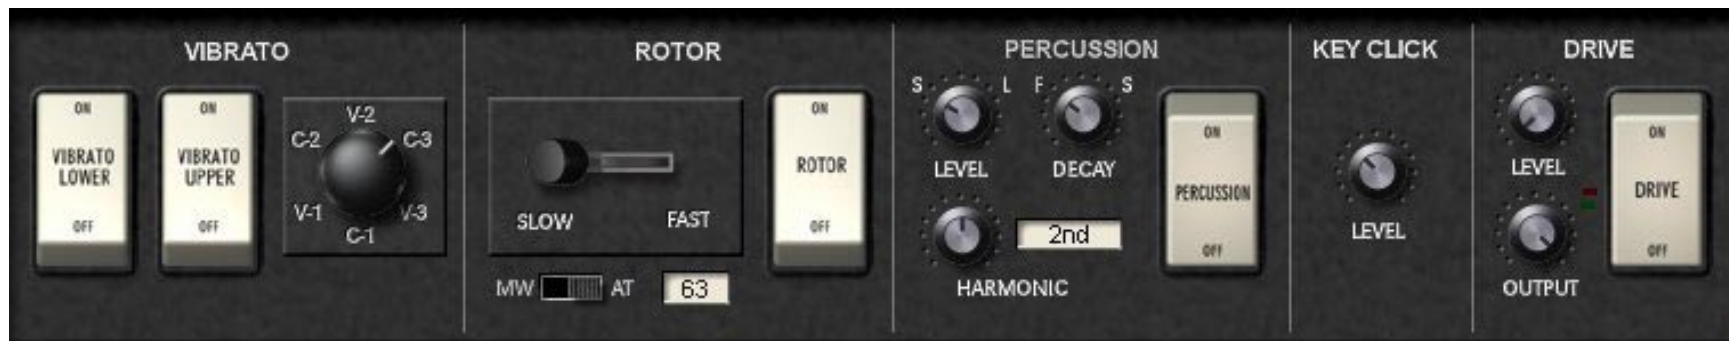 VIBRATO
ON
VIBRATO
LOWER
OFF
ON
VIBRATO
UPPER
OFF
V-2
C-2
C-3
V-1
V-3
C-1
ROTOR
SLOW
FAST
MW
AT
63
ON
ROTOR
OFF
PERCUSSION
S
L
F
S
LEVEL
DECAY
2nd
HARMONIC
ON
PERCUSSION
OFF
KEY CLICK
LEVEL
DRIVE
LEVEL
OUTPUT
ON
DRIVE
OFF